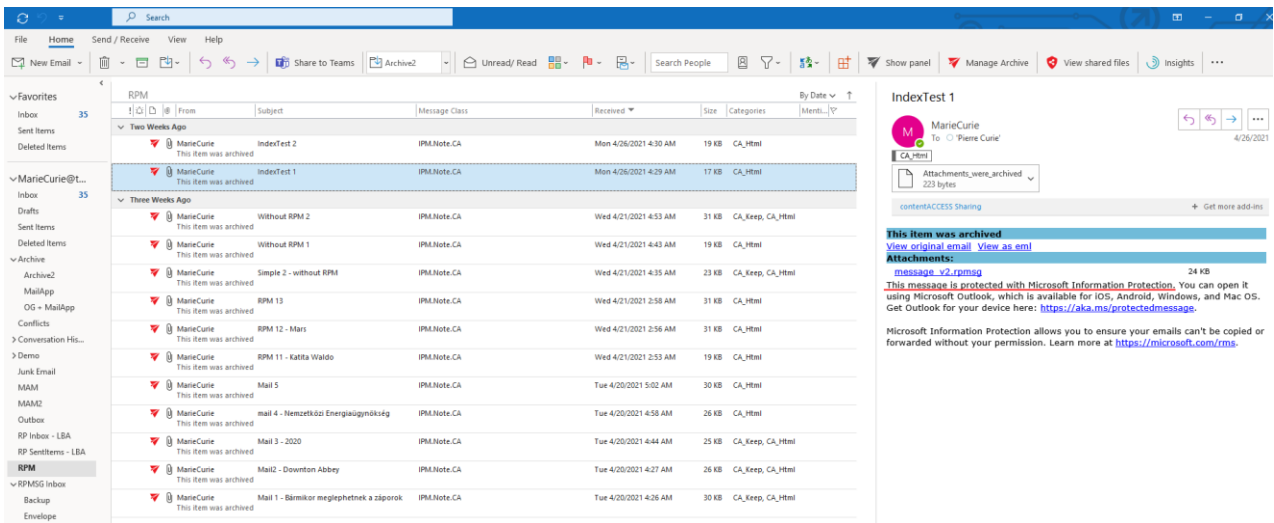 Search
File Home Send / Receive View Help
New Email Share to Teams Archive2 Unread/ Read Search People Show panel Manage Archive View shared files Insights
Favorites
Inbox 35
Sent Items
Deleted Items
MarieCurie@t...
Inbox 35
Drafts
Sent Items
Deleted Items
Archive
Archive2
MailApp
OG + MailApp
Conflicts
Conversation His...
Demo
Junk Email
MAM
MAM2
Outbox
RP Inbox - LBA
RP SentItems - LBA
RPM
RPMSG Inbox
Backup
Envelope
RPM By Date
From Subject Message Class Received Size Categories Menti...
Two Weeks Ago
MarieCurie IndexTest 2 IPM.Note.CA Mon 4/26/2021 4:30 AM 19 KB CA_Html
This item was archived
MarieCurie IndexTest 1 IPM.Note.CA Mon 4/26/2021 4:29 AM 17 KB CA_Html
This item was archived
Three Weeks Ago
MarieCurie Without RPM 2 IPM.Note.CA Wed 4/21/2021 4:53 AM 31 KB CA_Keep, CA_Html
This item was archived
MarieCurie Without RPM 1 IPM.Note.CA Wed 4/21/2021 4:43 AM 19 KB CA_Html
This item was archived
MarieCurie Simple 2 - without RPM IPM.Note.CA Wed 4/21/2021 4:35 AM 23 KB CA_Keep, CA_Html
This item was archived
MarieCurie RPM 13 IPM.Note.CA Wed 4/21/2021 2:58 AM 31 KB CA_Html
This item was archived
MarieCurie RPM 12 - Mars IPM.Note.CA Wed 4/21/2021 2:56 AM 31 KB CA_Html
This item was archived
MarieCurie RPM 11 - Katita Waldo IPM.Note.CA Wed 4/21/2021 2:53 AM 19 KB CA_Html
This item was archived
MarieCurie Mail 5 IPM.Note.CA Tue 4/20/2021 5:02 AM 30 KB CA_Html
This item was archived
MarieCurie mail 4 - Nemzetközi Energiaügynökség IPM.Note.CA Tue 4/20/2021 4:58 AM 26 KB CA_Html
This item was archived
MarieCurie Mail 3 - 2020 IPM.Note.CA Tue 4/20/2021 4:44 AM 25 KB CA_Keep, CA_Html
This item was archived
MarieCurie Mail2 - Downton Abbey IPM.Note.CA Tue 4/20/2021 4:27 AM 26 KB CA_Keep, CA_Html
This item was archived
MarieCurie Mail 1 - Bármikor meglephetnek a záporok IPM.Note.CA Tue 4/20/2021 4:26 AM 30 KB CA_Keep, CA_Html
This item was archived
IndexTest 1
M
MarieCurie
To 'Pierre Curie'
4/26/2021
CA_Html
Attachments_were_archived
223 bytes
contentACCESS Sharing + Get more add-ins
This item was archived
View original email View as eml
Attachments:
message_v2.rpmsg 24 KB
This message is protected with Microsoft Information Protection. You can open it
using Microsoft Outlook, which is available for iOS, Android, Windows, and Mac OS.
Get Outlook for your device here: https://aka.ms/protectedmessage.
Microsoft Information Protection allows you to ensure your emails can't be copied or
forwarded without your permission. Learn more at https://microsoft.com/rms.